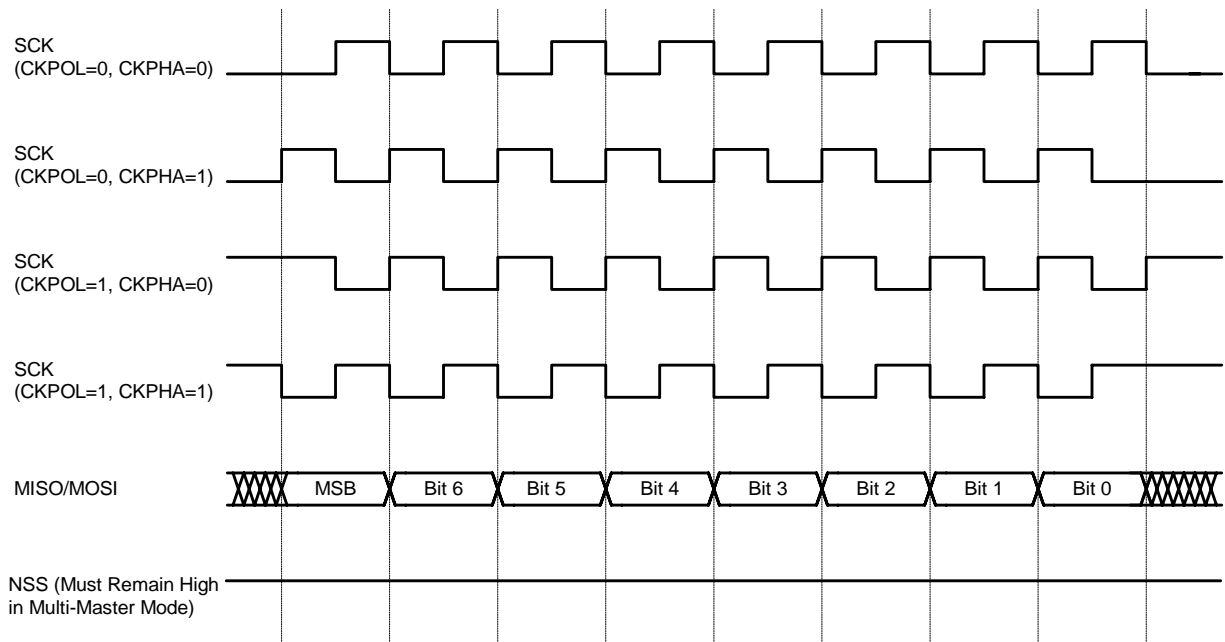 SCK
(CKPOL=0, CKPHA=0)
SCK
(CKPOL=0, CKPHA=1)
SCK
(CKPOL=1, CKPHA=0)
SCK
(CKPOL=1, CKPHA=1)
MISO/MOSI
MSB
Bit 6
Bit 5
Bit 4
Bit 3
Bit 2
Bit 1
Bit 0
NSS (Must Remain High
in Multi-Master Mode)